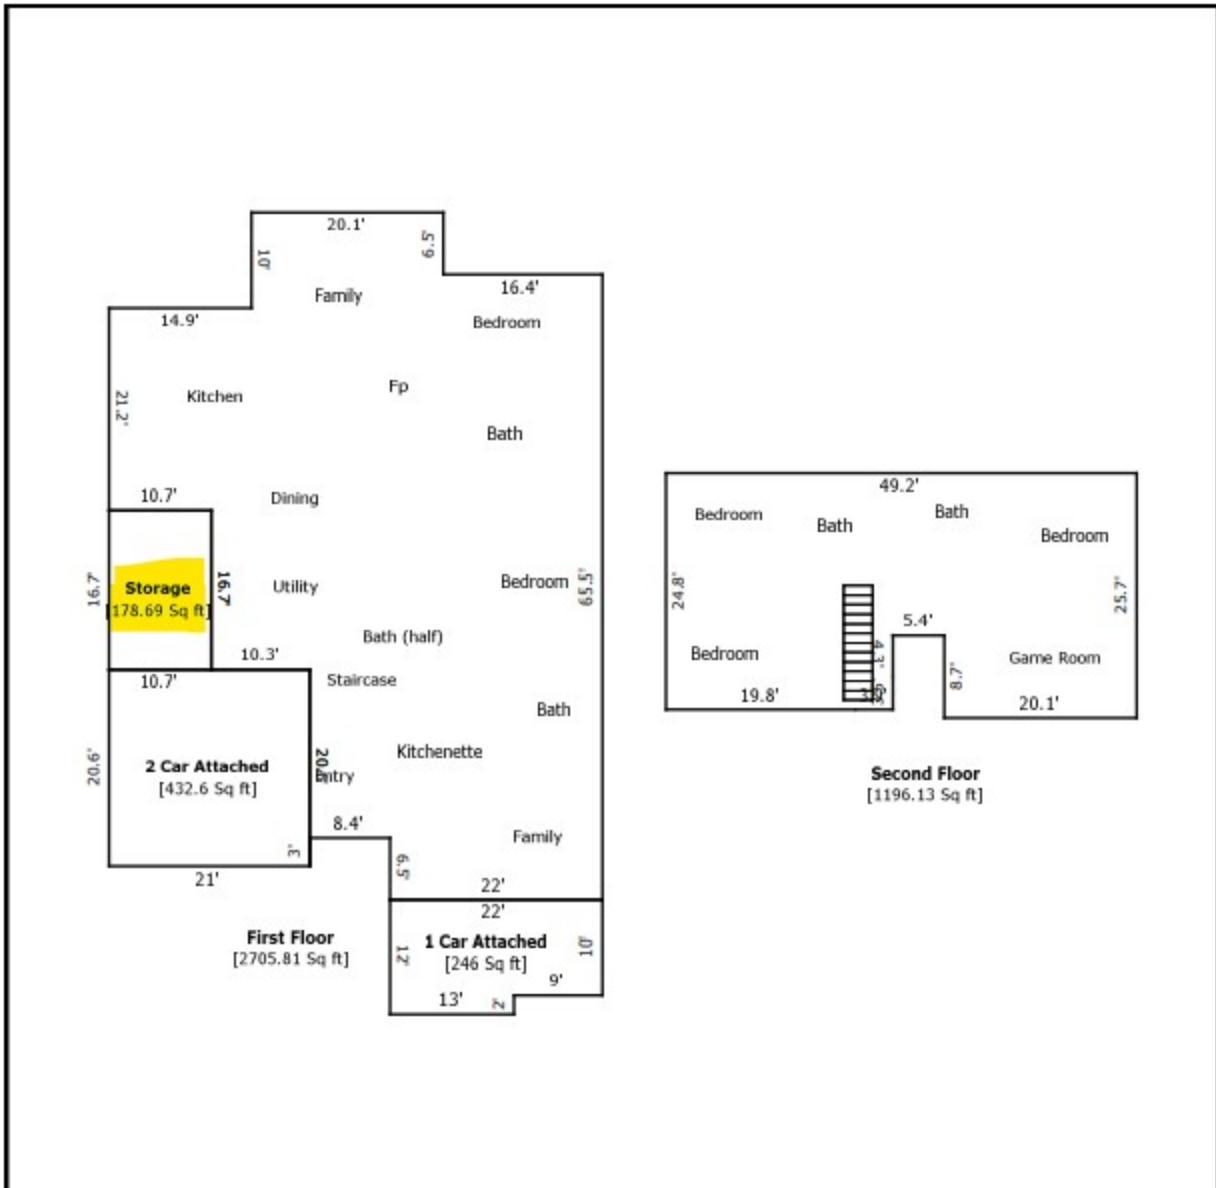 20.1'
10'
6.5'
16.4'
Family
Bedroom
14.9'
Fp
Kitchen
21.2'
Bath
10.7'
Dining
49.2'
Bedroom
Bath
Bath
Bedroom
Storage
[178.69 Sq ft]
16.7'
16.7'
Utility
Bedroom
65.5'
24.8'
25.7'
5.4'
Bath (half)
10.3'
4.3'
Bedroom
Game Room
10.7'
Staircase
8.7'
19.8'
20.1'
Bath
Kitchenette
2 Car Attached
[432.6 Sq ft]
20.6'
Entry
Second Floor
[1196.13 Sq ft]
8.4'
3'
Family
6.5'
21'
22'
22'
First Floor
[2705.81 Sq ft]
1 Car Attached
[246 Sq ft]
12'
10'
9'
13'
2'